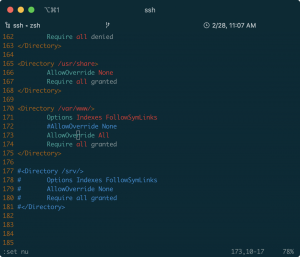 ⌥⌘1 ssh
ssh • zsh 2/28, 11:07 AM
162 Require all denied
163 </Directory>
164
165 <Directory /usr/share>
166 AllowOverride None
167 Require all granted
168 </Directory>
169
170 <Directory /var/www/>
171 Options Indexes FollowSymLinks
172 #AllowOverride None
173 AllowOverride All
174 Require all granted
175 </Directory>
176
177 #<Directory /srv/>
178 # Options Indexes FollowSymLinks
179 # AllowOverride None
180 # Require all granted
181 #</Directory>
182
183
184
185
:set nu 173,10-17 78%